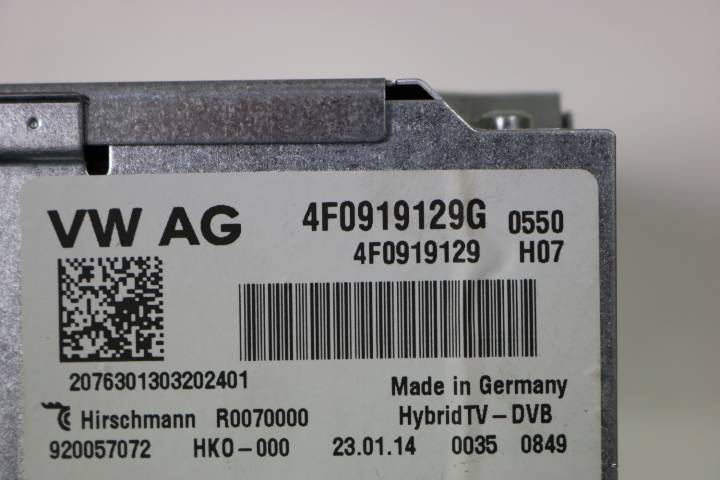 VW AG 4F0919129G 0550
4F0919129 H07
2076301303202401
Made in Germany
Hirschmann R0070000 HybridTV-DVB
920057072 HK0-000 23.01.14 0035 0849